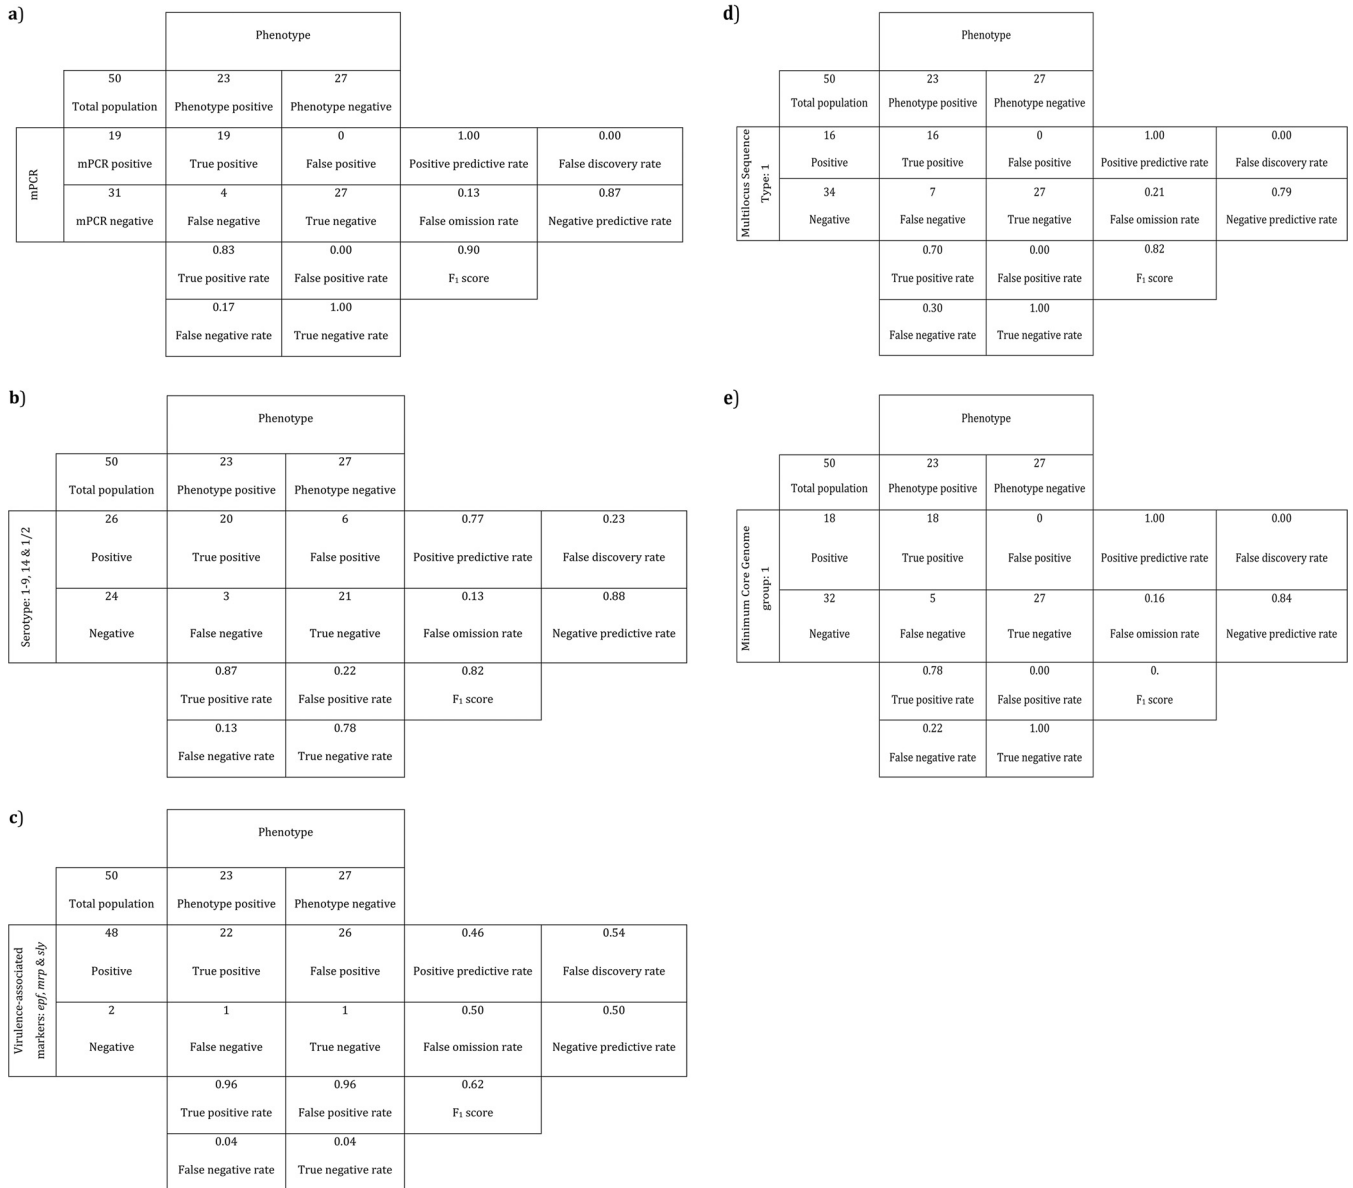 a)
Phenotype
50 23 27
Total population Phenotype positive Phenotype negative
mPCR
19 19 0 1.00 0.00
mPCR positive True positive False positive Positive predictive rate False discovery rate
31 4 27 0.13 0.87
mPCR negative False negative True negative False omission rate Negative predictive rate
0.83 0.00 0.90
True positive rate False positive rate F₁ score
0.17 1.00
False negative rate True negative rate
b)
Phenotype
50 23 27
Total population Phenotype positive Phenotype negative
Serotype: 1-9, 14 & 1/2
26 20 6 0.77 0.23
Positive True positive False positive Positive predictive rate False discovery rate
24 3 21 0.13 0.88
Negative False negative True negative False omission rate Negative predictive rate
0.87 0.22 0.82
True positive rate False positive rate F₁ score
0.13 0.78
False negative rate True negative rate
c)
Phenotype
50 23 27
Total population Phenotype positive Phenotype negative
Virulence-associated
markers: epf, mrp & sly
48 22 26 0.46 0.54
Positive True positive False positive Positive predictive rate False discovery rate
2 1 1 0.50 0.50
Negative False negative True negative False omission rate Negative predictive rate
0.96 0.96 0.62
True positive rate False positive rate F₁ score
0.04 0.04
False negative rate True negative rate
d)
Phenotype
50 23 27
Total population Phenotype positive Phenotype negative
Multilocus Sequence
Type: 1
16 16 0 1.00 0.00
Positive True positive False positive Positive predictive rate False discovery rate
34 7 27 0.21 0.79
Negative False negative True negative False omission rate Negative predictive rate
0.70 0.00 0.82
True positive rate False positive rate F₁ score
0.30 1.00
False negative rate True negative rate
e)
Phenotype
50 23 27
Total population Phenotype positive Phenotype negative
Minimum Core Genome
group: 1
18 18 0 1.00 0.00
Positive True positive False positive Positive predictive rate False discovery rate
32 5 27 0.16 0.84
Negative False negative True negative False omission rate Negative predictive rate
0.78 0.00 0.
True positive rate False positive rate F₁ score
0.22 1.00
False negative rate True negative rate